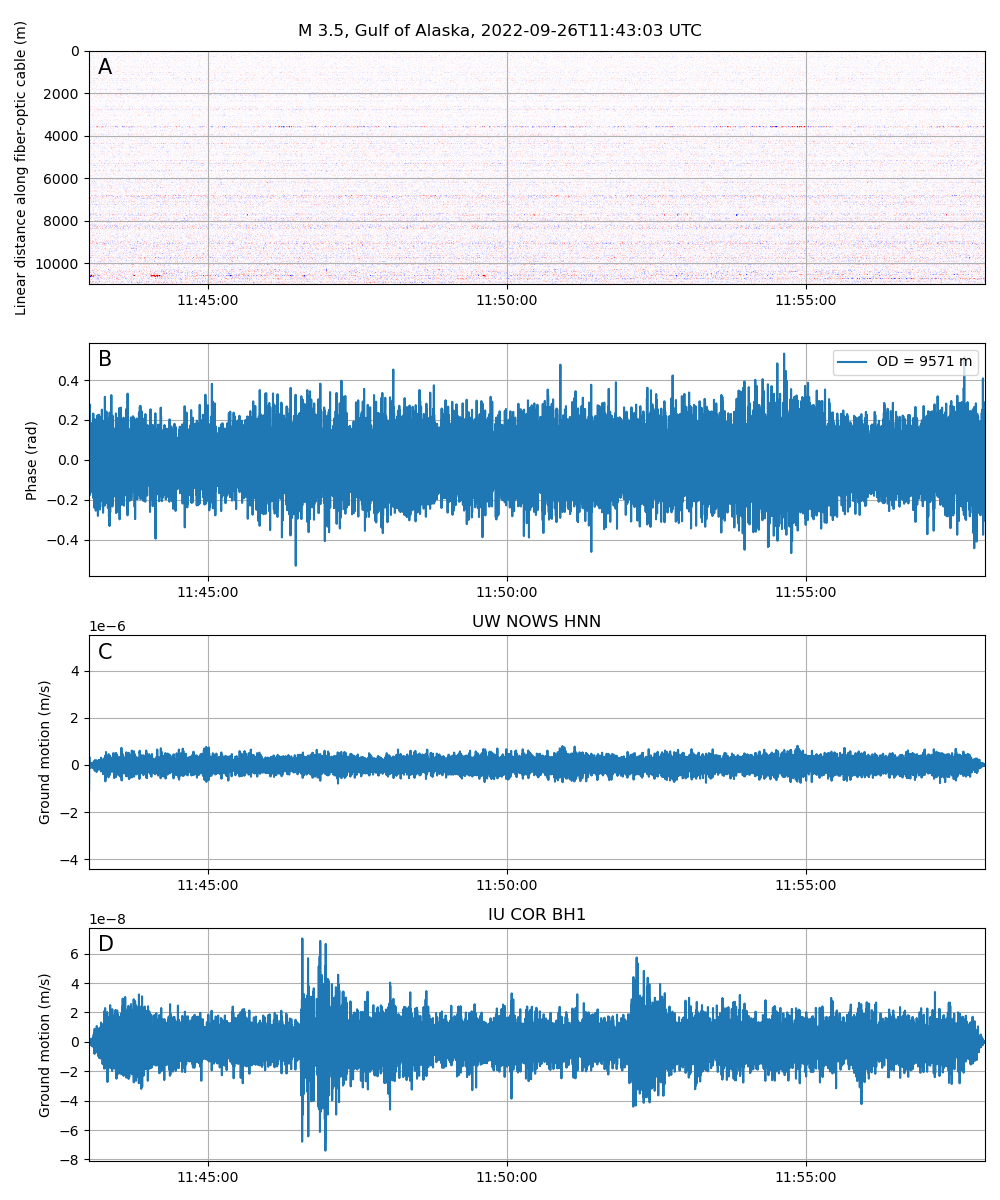 M 3.5, Gulf of Alaska, 2022-09-26T11:43:03 UTC
Linear distance along fiber-optic cable (m)
A
0
2000
4000
6000
8000
10000
11:45:00 11:50:00 11:55:00
B
OD = 9571 m
Phase (rad)
0.4
0.2
0.0
−0.2
−0.4
11:45:00 11:50:00 11:55:00
UW NOWS HNN
1e−6
C
Ground motion (m/s)
4
2
0
−2
−4
11:45:00 11:50:00 11:55:00
IU COR BH1
1e−8
D
Ground motion (m/s)
6
4
2
0
−2
−4
−6
−8
11:45:00 11:50:00 11:55:00